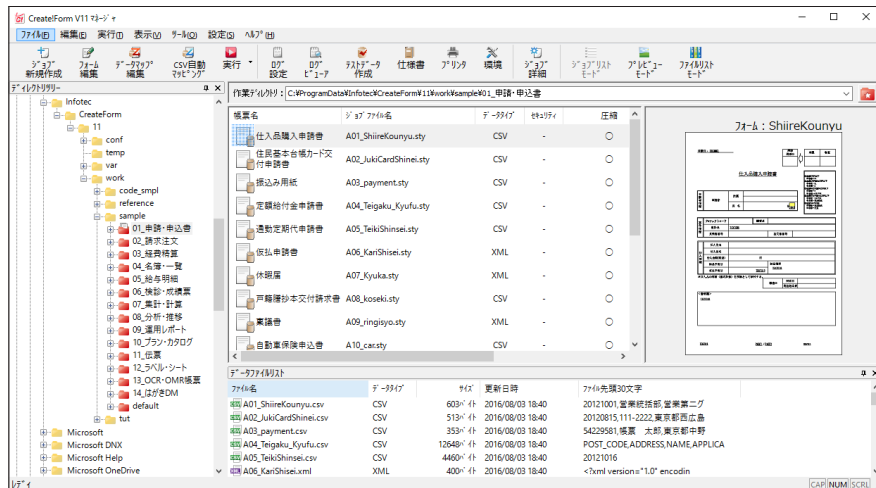 Create!Form V11 ﾏﾈｰｼﾞｬ
ﾌｧｲﾙ(F) 編集(E) 実行(I) 表示(V) ﾂｰﾙ(O) 設定(S) ﾍﾙﾌﾟ(H)
ｼﾞｮﾌﾞ新規作成 ﾌｫｰﾑ編集 ﾃﾞｰﾀﾏｯﾌﾟ編集 CSV自動ﾏｯﾋﾟﾝｸﾞ 実行 ﾛｸﾞ設定 ﾛｸﾞﾋﾞｭｰｱ ﾃｽﾄﾃﾞｰﾀ作成 仕様書 ﾌﾟﾘﾝﾀ 環境 ｼﾞｮﾌﾞ詳細 ｼﾞｮﾌﾞﾘｽﾄﾓｰﾄﾞ ﾌﾟﾚﾋﾞｭｰﾓｰﾄﾞ ﾌｧｲﾙﾘｽﾄﾓｰﾄﾞ
ﾃﾞｨﾚｸﾄﾘﾂﾘｰ
Infotec
CreateForm
11
conf
temp
var
work
code_smpl
reference
sample
01_申請・申込書
02_請求注文
03_経費精算
04_名簿・一覧
05_給与明細
06_検診・成績票
07_集計・計算
08_分析・推移
09_運用レポート
10_プラン・カタログ
11_伝票
12_ラベル・シート
13_OCR・OMR帳票
14_はがきDM
default
tut
Microsoft
Microsoft DNX
Microsoft Help
Microsoft OneDrive
作業ﾃﾞｨﾚｸﾄﾘ : C:¥ProgramData¥Infotec¥CreateForm¥11¥work¥sample¥01_申請・申込書
帳票名 ｼﾞｮﾌﾞﾌｧｲﾙ名 ﾃﾞｰﾀﾀｲﾌﾟ ｾｷｭﾘﾃｨ 圧縮
仕入品購入申請書 A01_ShiireKounyu.sty CSV - ○
住民基本台帳カード交付申請書 A02_JukiCardShinei.sty CSV - ○
振込み用紙 A03_payment.sty CSV - ○
定額給付金申請書 A04_Teigaku_Kyufu.sty CSV - ○
通勤定期代申請書 A05_TeikiShinsei.sty CSV - ○
仮払申請書 A06_KariShisei.sty XML - ○
休暇届 A07_Kyuka.sty XML - ○
戸籍謄抄本交付請求書 A08_koseki.sty CSV - ○
稟議書 A09_ringisyo.sty XML - ○
自動車保険申込書 A10_car.sty CSV - ○
ﾌｫｰﾑ : ShiireKounyu
仕入品購入申請書
ﾃﾞｰﾀﾌｧｲﾙﾘｽﾄ
ﾌｧｲﾙ名 ﾃﾞｰﾀﾀｲﾌﾟ ｻｲｽﾞ 更新日時 ﾌｧｲﾙ先頭30文字
A01_ShiireKounyu.csv CSV 603ﾊﾞｲﾄ 2016/08/03 18:40 20121001,営業統括部,営業第二グ
A02_JukiCardShinei.csv CSV 513ﾊﾞｲﾄ 2016/08/03 18:40 20120815,111-2222,東京都西広島
A03_payment.csv CSV 353ﾊﾞｲﾄ 2016/08/03 18:40 54229581,帳票　太郎,東京都中野
A04_Teigaku_Kyufu.csv CSV 12648ﾊﾞｲﾄ 2016/08/03 18:40 POST_CODE,ADDRESS,NAME,APPLICA
A05_TeikiShinsei.csv CSV 4460ﾊﾞｲﾄ 2016/08/03 18:40 20121016
A06_KariShisei.xml XML 400ﾊﾞｲﾄ 2016/08/03 18:40 <?xml version="1.0" encodin
ﾚﾃﾞｨ CAP NUM SCRL